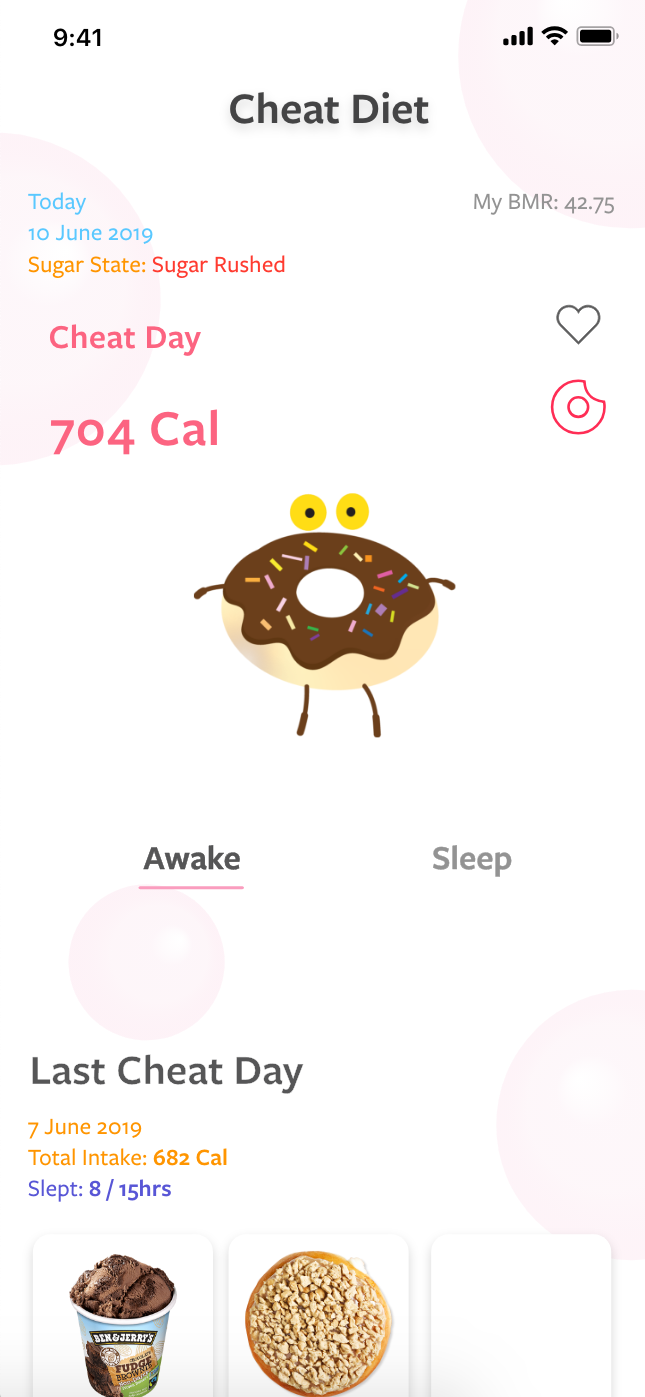 9:41
Cheat Diet
Today
My BMR: 42.75
10 June 2019
Sugar State: Sugar Rushed
Cheat Day
704 Cal
Awake
Sleep
Last Cheat Day
7 June 2019
Total Intake: 682 Cal
Slept: 8 / 15hrs
BEN & JERRY'S
FUDGE
BROWNIE